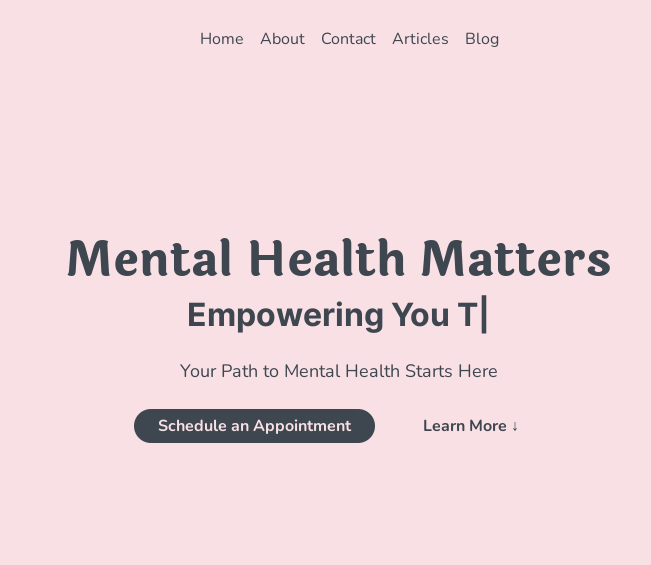 Home About Contact Articles Blog
Mental Health Matters
Empowering You T|
Your Path to Mental Health Starts Here
Schedule an Appointment Learn More ↓